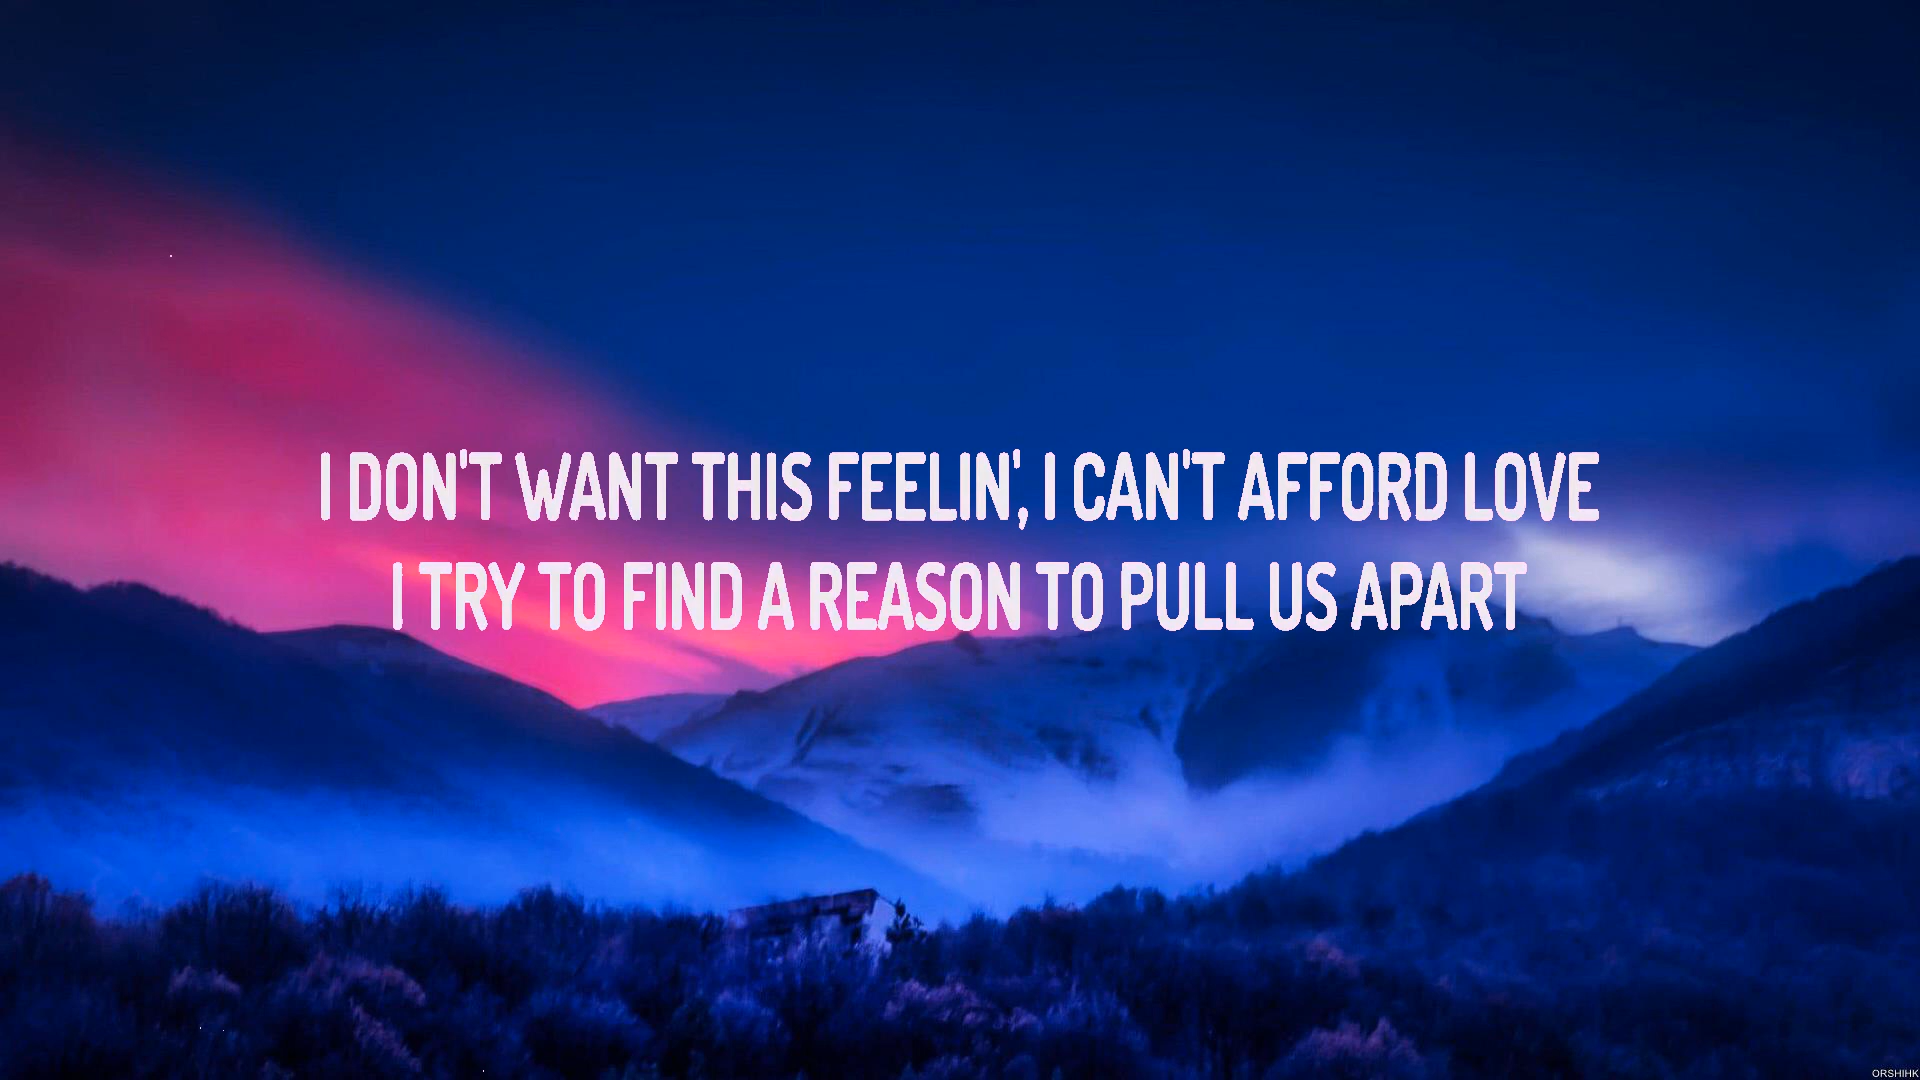 I DON'T WANT THIS FEELIN', I CAN'T AFFORD LOVE
I TRY TO FIND A REASON TO PULL US APART
ORSHIHK